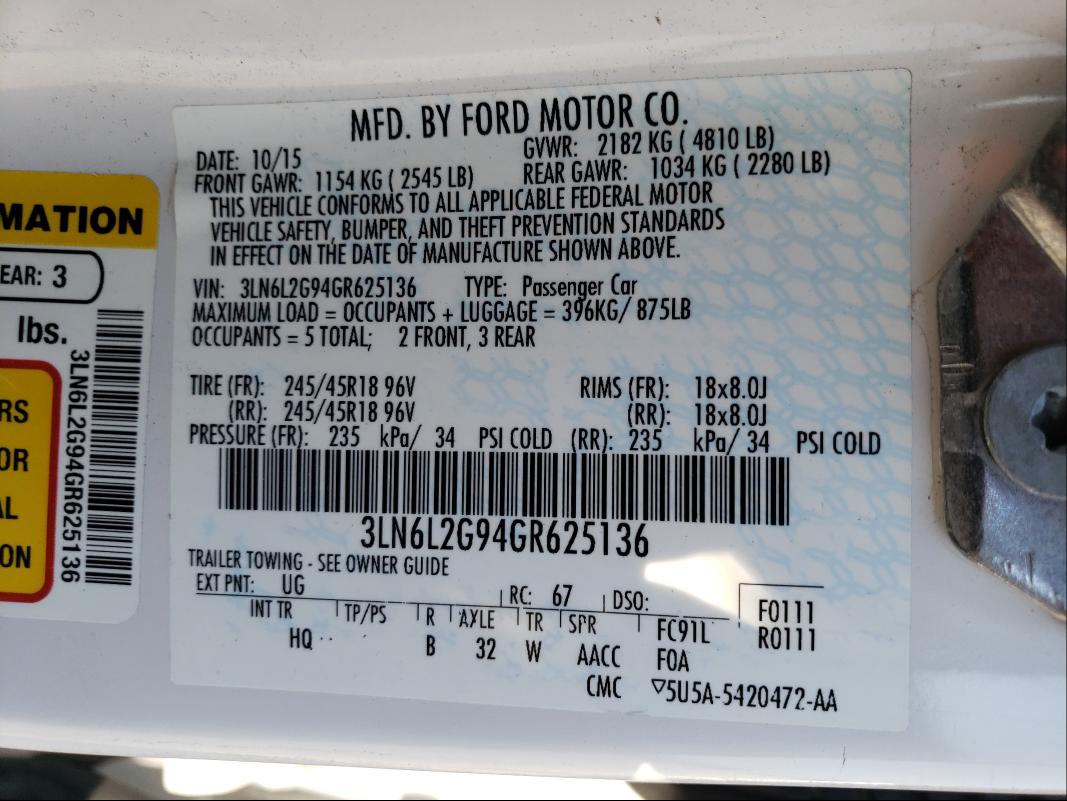 MFD. BY FORD MOTOR CO.
DATE: 10/15 GVWR: 2182 KG ( 4810 LB)
FRONT GAWR: 1154 KG ( 2545 LB) REAR GAWR: 1034 KG ( 2280 LB)
THIS VEHICLE CONFORMS TO ALL APPLICABLE FEDERAL MOTOR
VEHICLE SAFETY, BUMPER, AND THEFT PREVENTION STANDARDS
IN EFFECT ON THE DATE OF MANUFACTURE SHOWN ABOVE.
VIN: 3LN6L2G94GR625136 TYPE: Passenger Car
MAXIMUM LOAD = OCCUPANTS + LUGGAGE = 396KG/ 875LB
OCCUPANTS = 5 TOTAL; 2 FRONT, 3 REAR
TIRE (FR): 245/45R18 96V RIMS (FR): 18x8.0J
(RR): 245/45R18 96V (RR): 18x8.0J
PRESSURE (FR): 235 kPa/ 34 PSI COLD (RR): 235 kPa/ 34 PSI COLD
3LN6L2G94GR625136
TRAILER TOWING - SEE OWNER GUIDE
EXT PNT: UG RC: 67 DSO:
INT TR TP/PS R AXLE TR SPR FC91L F0111
HQ B 32 W AACC FOA R0111
CMC ▽5U5A-5420472-AA
MATION
EAR: 3
lbs.
3LN6L2G94GR625136
RS
OR
AL
ON